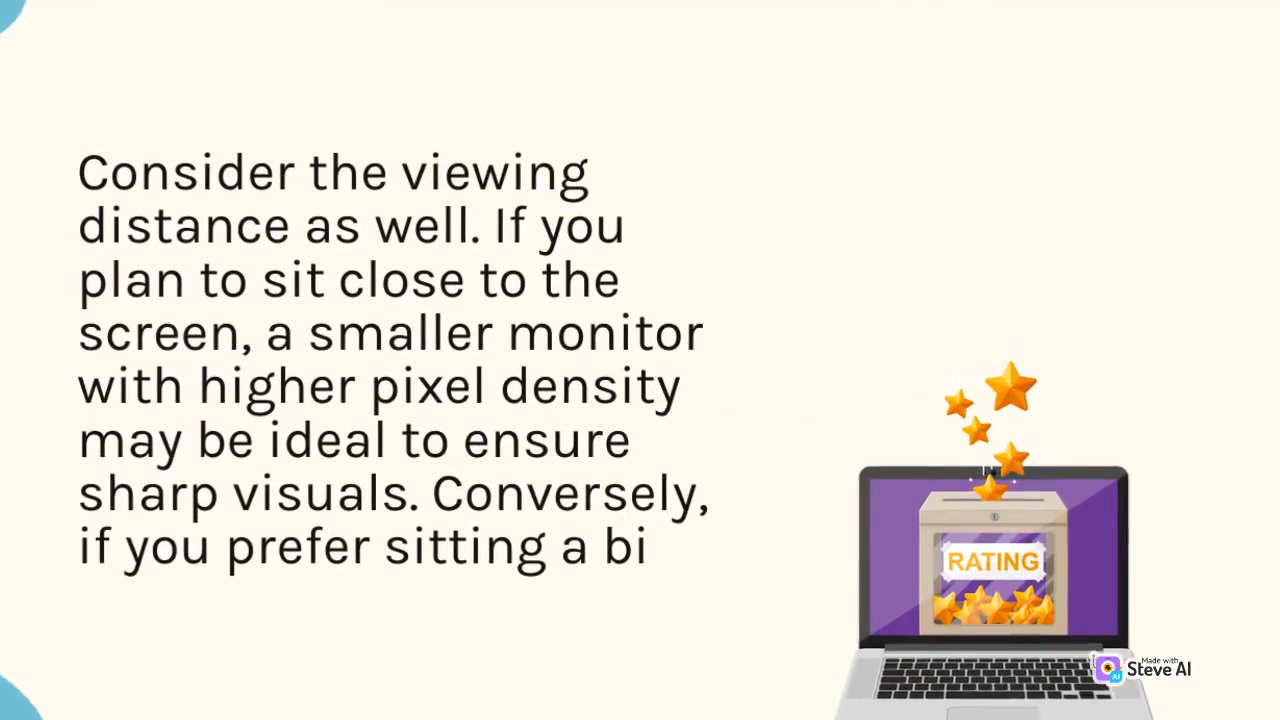 Consider the viewing
distance as well. If you
plan to sit close to the
screen, a smaller monitor
with higher pixel density
may be ideal to ensure
sharp visuals. Conversely,
if you prefer sitting a bi
RATING
Made with
Steve AI
AI